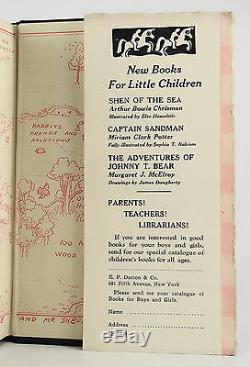 RABBITS
FRENDS AND
RALETIONS
100 A
WOOD
AND MR SHEP
New Books
For Little Children
SHEN OF THE SEA
Arthur Bowie Chrisman
Illustrated by Else Hasselriis
CAPTAIN SANDMAN
Miriam Clark Potter
Fully illustrated by Sophia T. Balcom
THE ADVENTURES OF
JOHNNY T. BEAR
Margaret J. McElroy
Drawings by James Daugherty
PARENTS!
TEACHERS!
LIBRARIANS!
If you are interested in good
books for your boys and girls,
send for our special catalogue of
children's books for all ages.
E. P. Dutton & Co.
681 Fifth Avenue, New York
Please send me your catalogue of
Books for Boys and Girls.
Name
Address